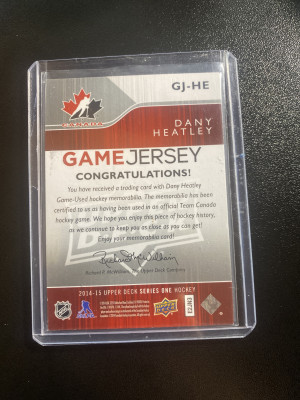 GJ-HE
CANADA
DANY
HEATLEY
GAMEJERSEY
CONGRATULATIONS!
You have received a trading card with Dany Heatley
Game-Used hockey memorabilia. The memorabilia has been
certified to us as having been used in an official Team Canada
hockey game. We hope you enjoy this piece of hockey history,
as we continue to keep you as close as you can get!
Enjoy your memorabilia card!
Richard P. McWilliam
Upper Deck Company
2014-15 UPPER DECK SERIES ONE HOCKEY
NHL